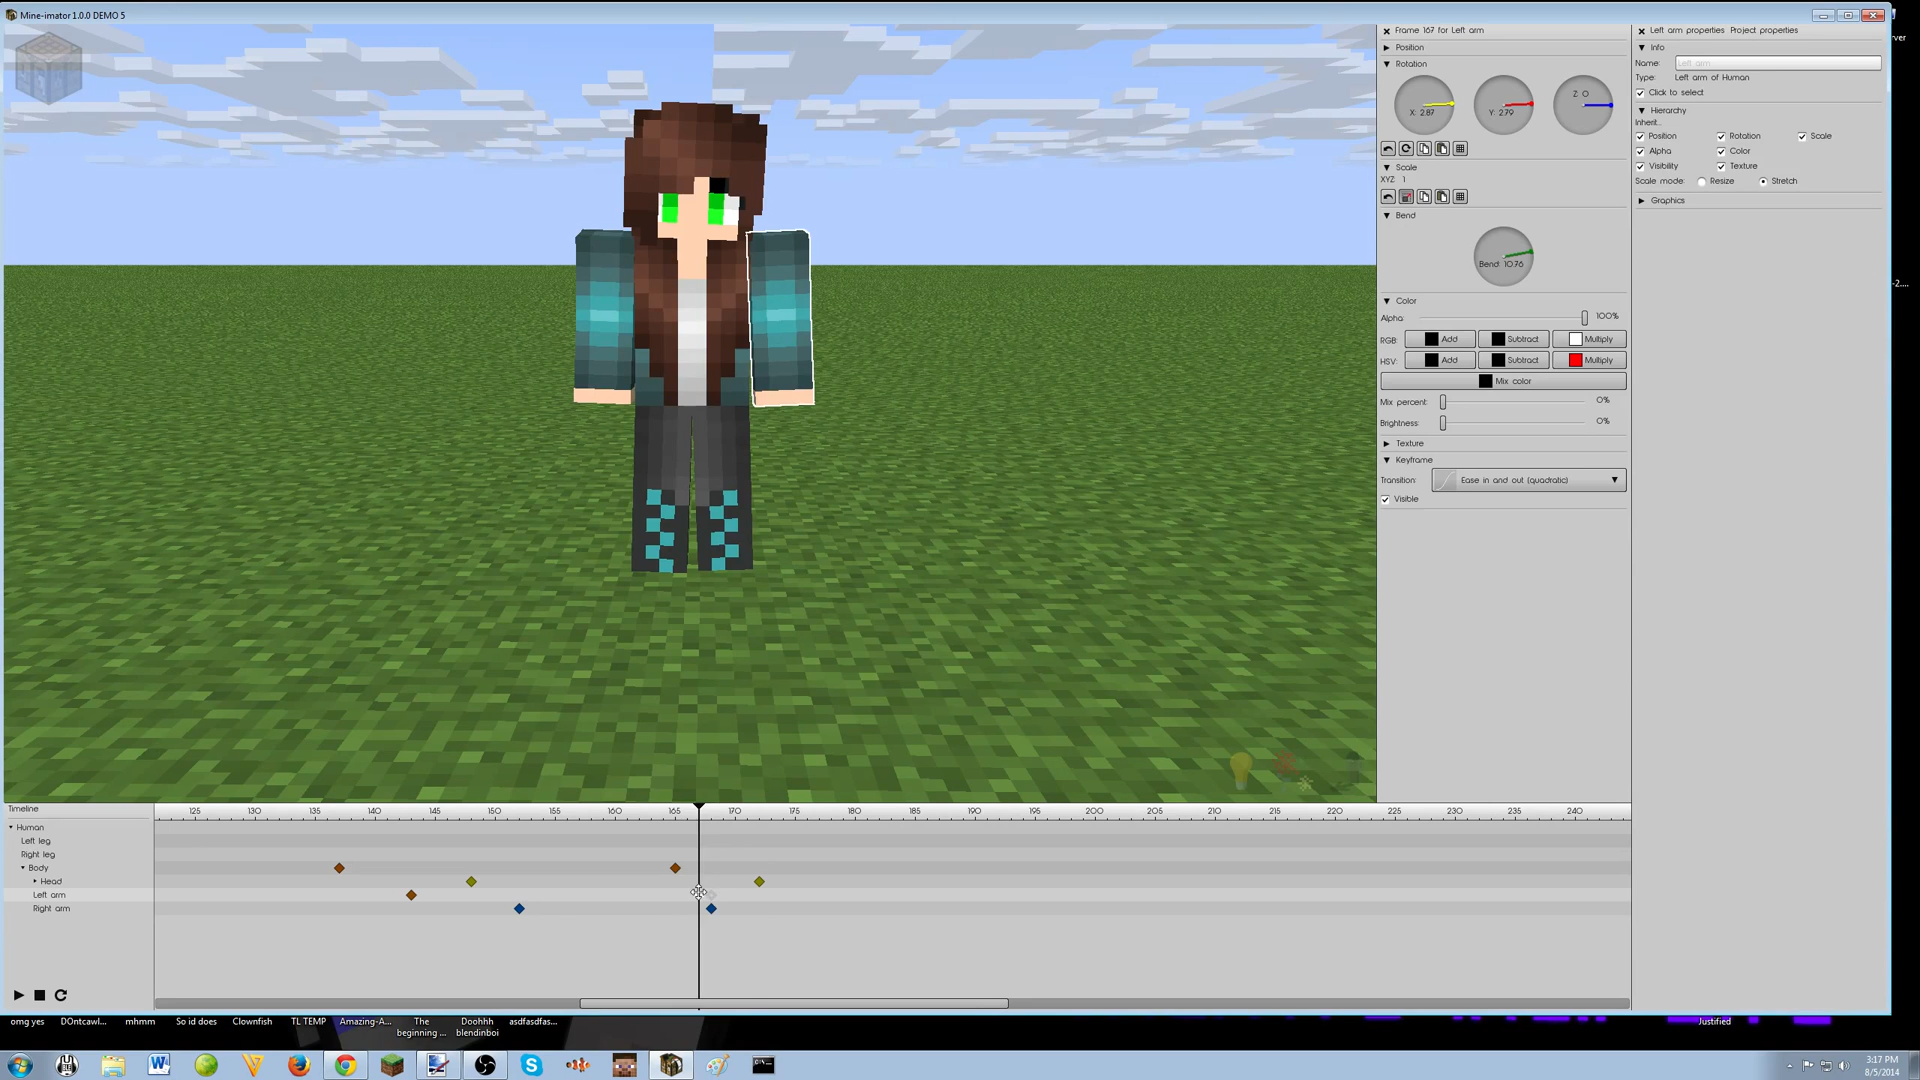 Mine-imator 1.0.0 DEMO 5
Frame 167 for Left arm
Position
Rotation
X: 2.87
Y: 2.79
Z: 0
Scale
XYZ: 1
Bend
Bend: 10.76
Color
Alpha: 100%
RGB: Add Subtract Multiply
HSV: Add Subtract Multiply
Mix color
Mix percent: 0%
Brightness: 0%
Texture
Keyframe
Transition: Ease in and out (quadratic)
Visible
Left arm properties Project properties
Info
Name: Left arm
Type: Left arm of Human
Click to select
Hierarchy
Inherit...
Position Rotation Scale
Alpha Color
Visibility Texture
Scale mode: Resize Stretch
Graphics
Timeline
125 130 135 140 145 150 155 160 165 170 175 180 185 190 195 200 205 210 215 220 225 230 235 240
Human
Left leg
Right leg
Body
Head
Left arm
Right arm
omg yes
DOntcawl...
mhmm
So id does
Clownfish
TL TEMP
Amazing-A...
The beginning ...
Doohhh blendinboi
asdfasdfas...
Justified
3:17 PM
8/5/2014